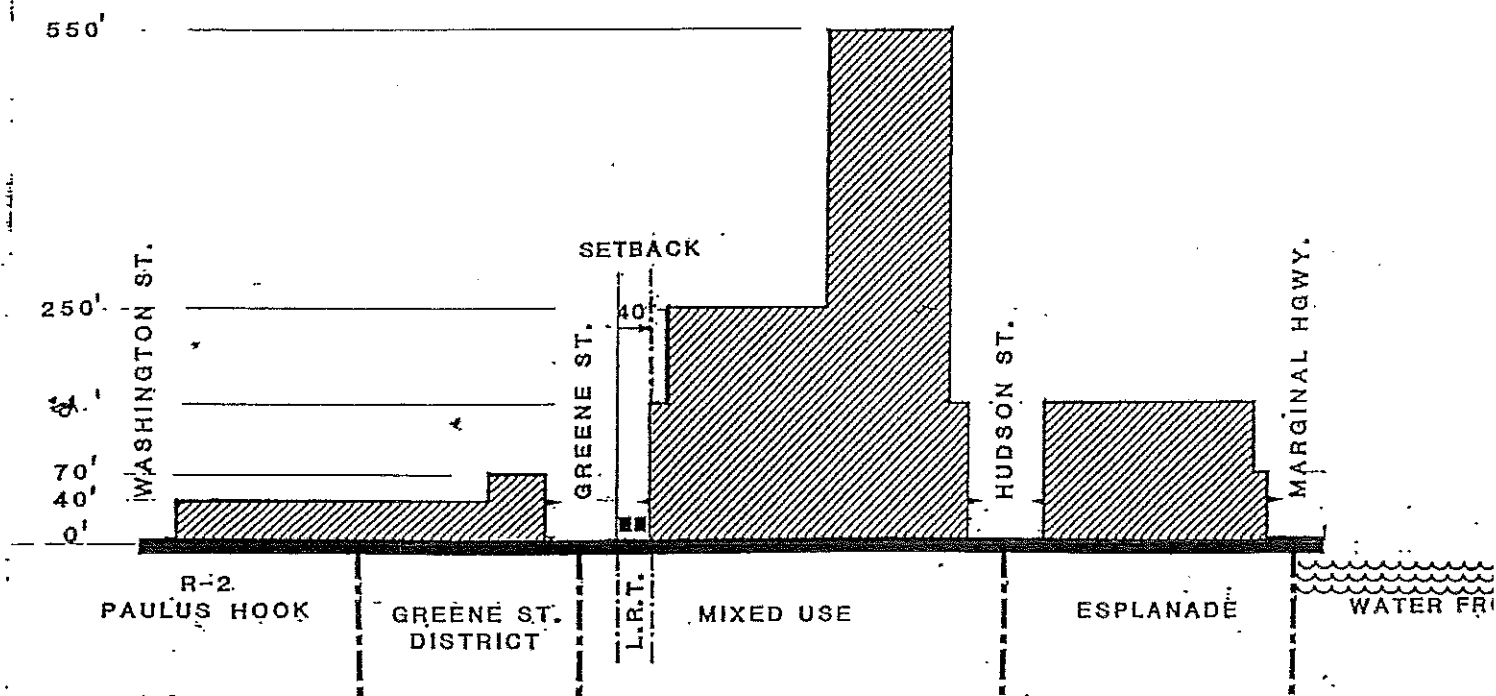 550'
SETBACK
WASHINGTON ST.
250'
40'
GREENE ST.
HUDSON ST.
MARGINAL HGWY.
70'
40'
0'
R-2
PAULUS HOOK
GREENE ST.
DISTRICT
L.R.T.
MIXED USE
ESPLANADE
WATER